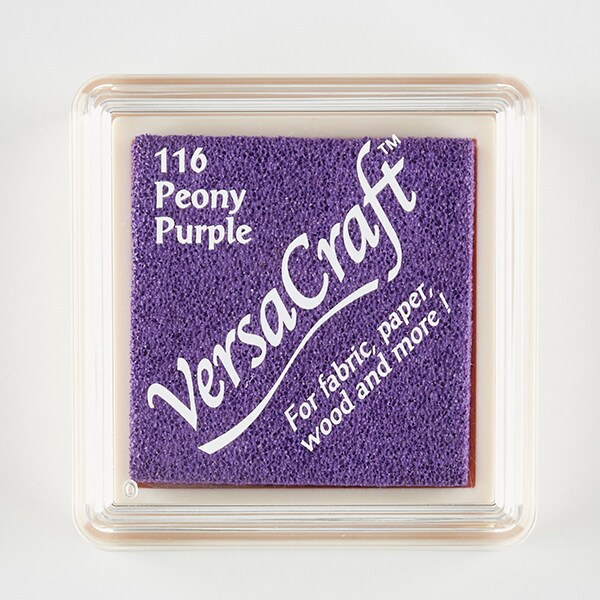 116
Peony
Purple
VersaCraft™
For fabric, paper,
wood and more !